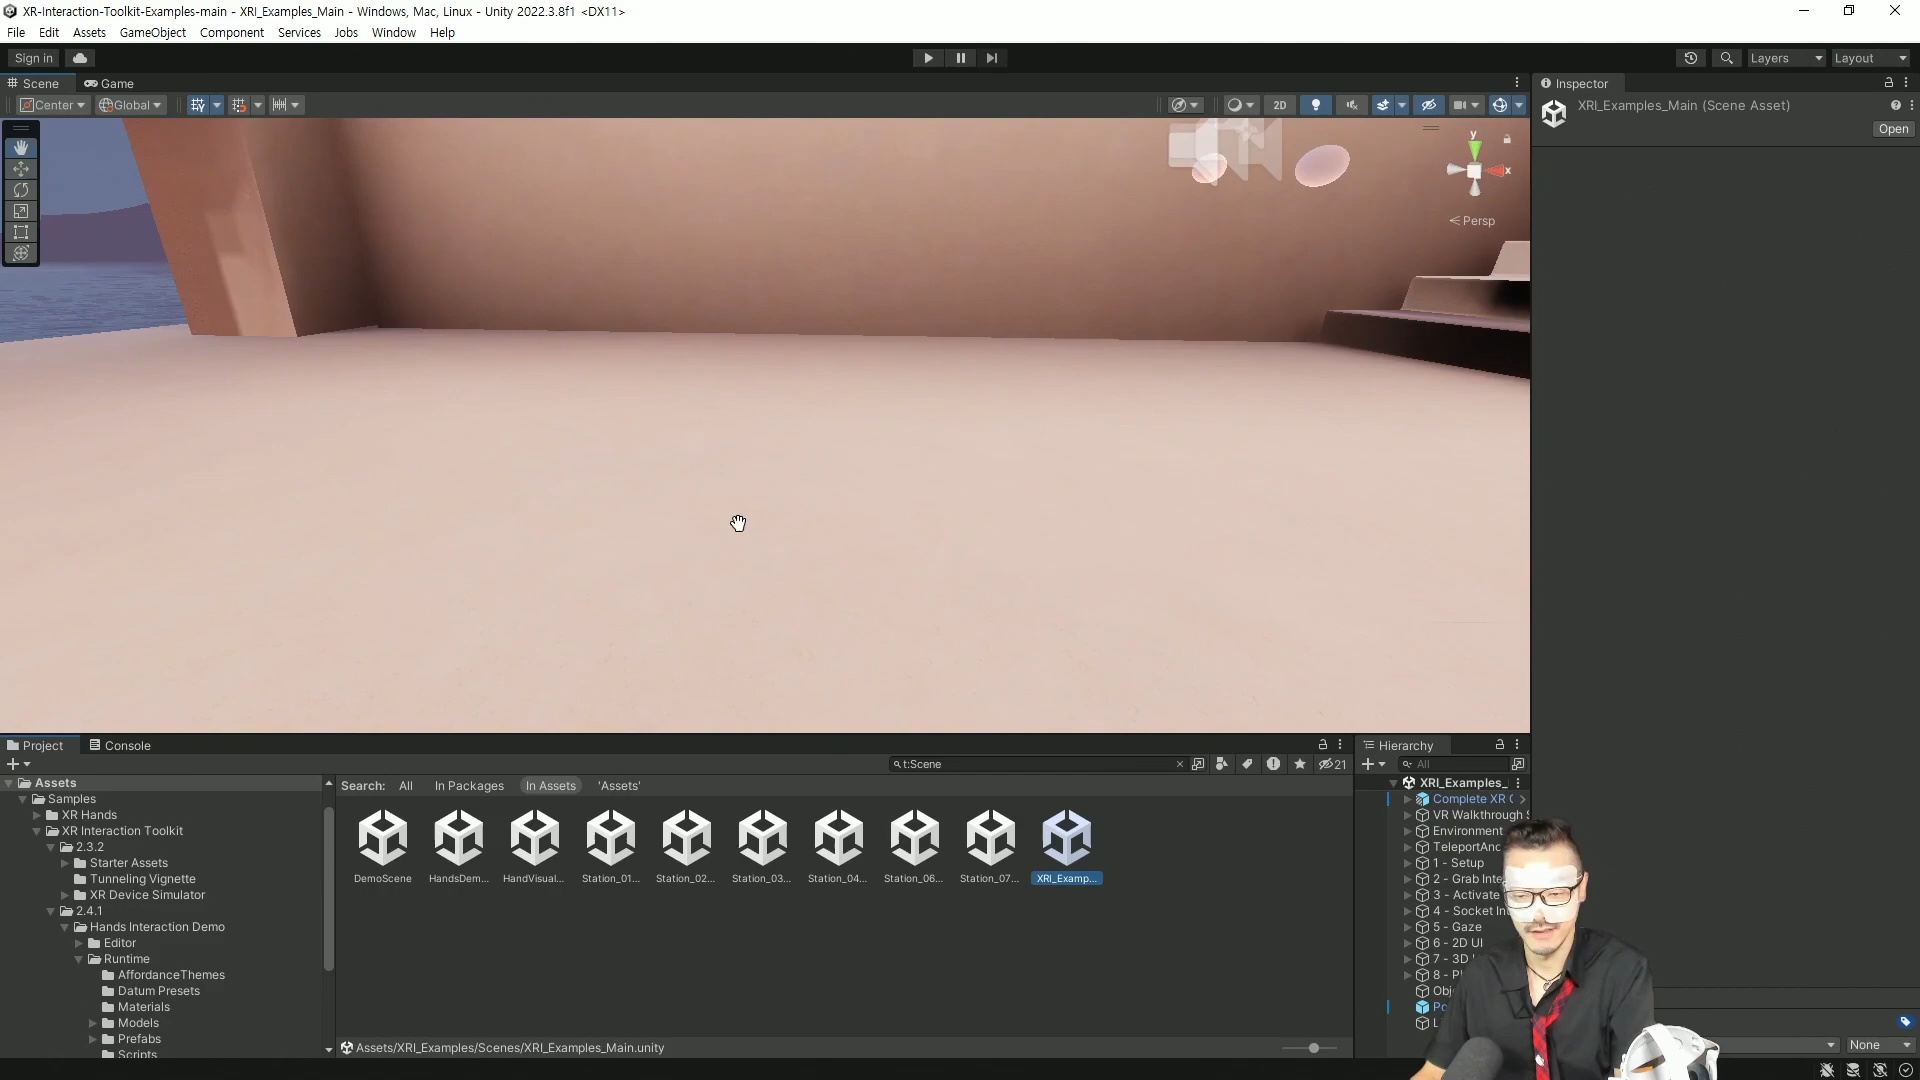 XR-Interaction-Toolkit-Examples-main - XRI_Examples_Main - Windows, Mac, Linux - Unity 2022.3.8f1 <DX11>
File Edit Assets GameObject Component Services Jobs Window Help
Sign in
Layers
Layout
Scene
Game
Center
Global
2D
y
x
Persp
Inspector
XRI_Examples_Main (Scene Asset)
Open
Project
Console
t:Scene
21
Assets
Samples
XR Hands
XR Interaction Toolkit
2.3.2
Starter Assets
Tunneling Vignette
XR Device Simulator
2.4.1
Hands Interaction Demo
Editor
Runtime
AffordanceThemes
Datum Presets
Materials
Models
Prefabs
Scripts
Search: All In Packages In Assets 'Assets'
DemoScene
HandsDem...
HandVisual...
Station_01...
Station_02...
Station_03...
Station_04...
Station_06...
Station_07...
XRI_Examp...
Assets/XRI_Examples/Scenes/XRI_Examples_Main.unity
Hierarchy
All
XRI_Examples_
Complete XR
VR Walkthrough
Environment
TeleportAnc
1 - Setup
2 - Grab Inte
3 - Activate
4 - Socket In
5 - Gaze
6 - 2D UI
7 - 3D
8 - P
Obj
None